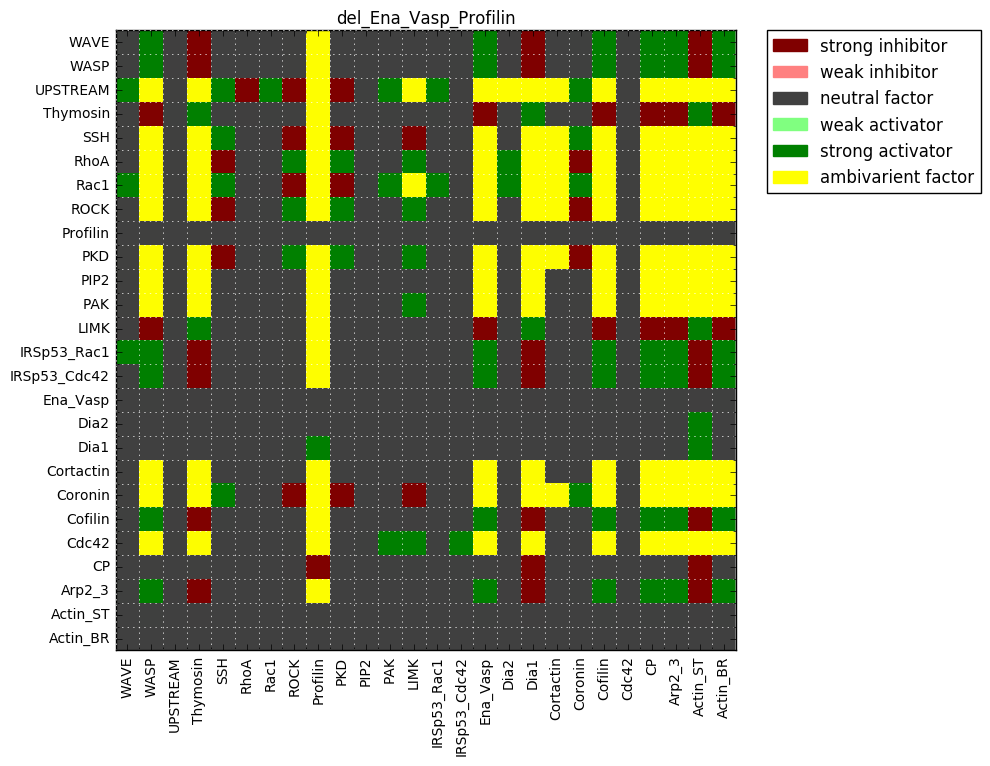 del_Ena_Vasp_Profilin
WAVE
WASP
UPSTREAM
Thymosin
SSH
RhoA
Rac1
ROCK
Profilin
PKD
PIP2
PAK
LIMK
IRSp53_Rac1
IRSp53_Cdc42
Ena_Vasp
Dia2
Dia1
Cortactin
Coronin
Cofilin
Cdc42
CP
Arp2_3
Actin_ST
Actin_BR
WAVE
WASP
UPSTREAM
Thymosin
SSH
RhoA
Rac1
ROCK
Profilin
PKD
PIP2
PAK
LIMK
IRSp53_Rac1
IRSp53_Cdc42
Ena_Vasp
Dia2
Dia1
Cortactin
Coronin
Cofilin
Cdc42
CP
Arp2_3
Actin_ST
Actin_BR
strong inhibitor
weak inhibitor
neutral factor
weak activator
strong activator
ambivarient factor